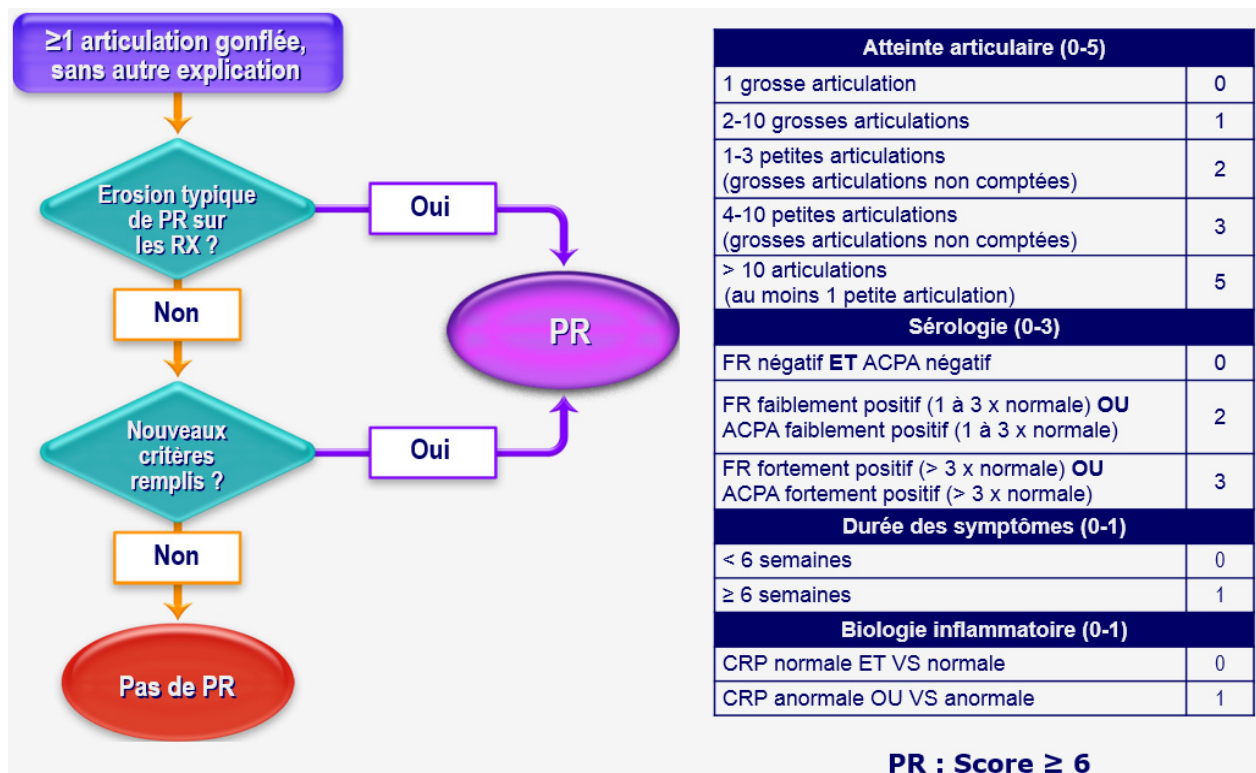 ≥1 articulation gonflée,
sans autre explication
Erosion typique
de PR sur
les RX ?
Oui
Non
PR
Nouveaux
critères
remplis ?
Oui
Non
Pas de PR
Atteinte articulaire (0-5)
1 grosse articulation 0
2-10 grosses articulations 1
1-3 petites articulations
(grosses articulations non comptées) 2
4-10 petites articulations
(grosses articulations non comptées) 3
> 10 articulations
(au moins 1 petite articulation) 5
Sérologie (0-3)
FR négatif ET ACPA négatif 0
FR faiblement positif (1 à 3 x normale) OU
ACPA faiblement positif (1 à 3 x normale) 2
FR fortement positif (> 3 x normale) OU
ACPA fortement positif (> 3 x normale) 3
Durée des symptômes (0-1)
< 6 semaines 0
≥ 6 semaines 1
Biologie inflammatoire (0-1)
CRP normale ET VS normale 0
CRP anormale OU VS anormale 1
PR : Score ≥ 6